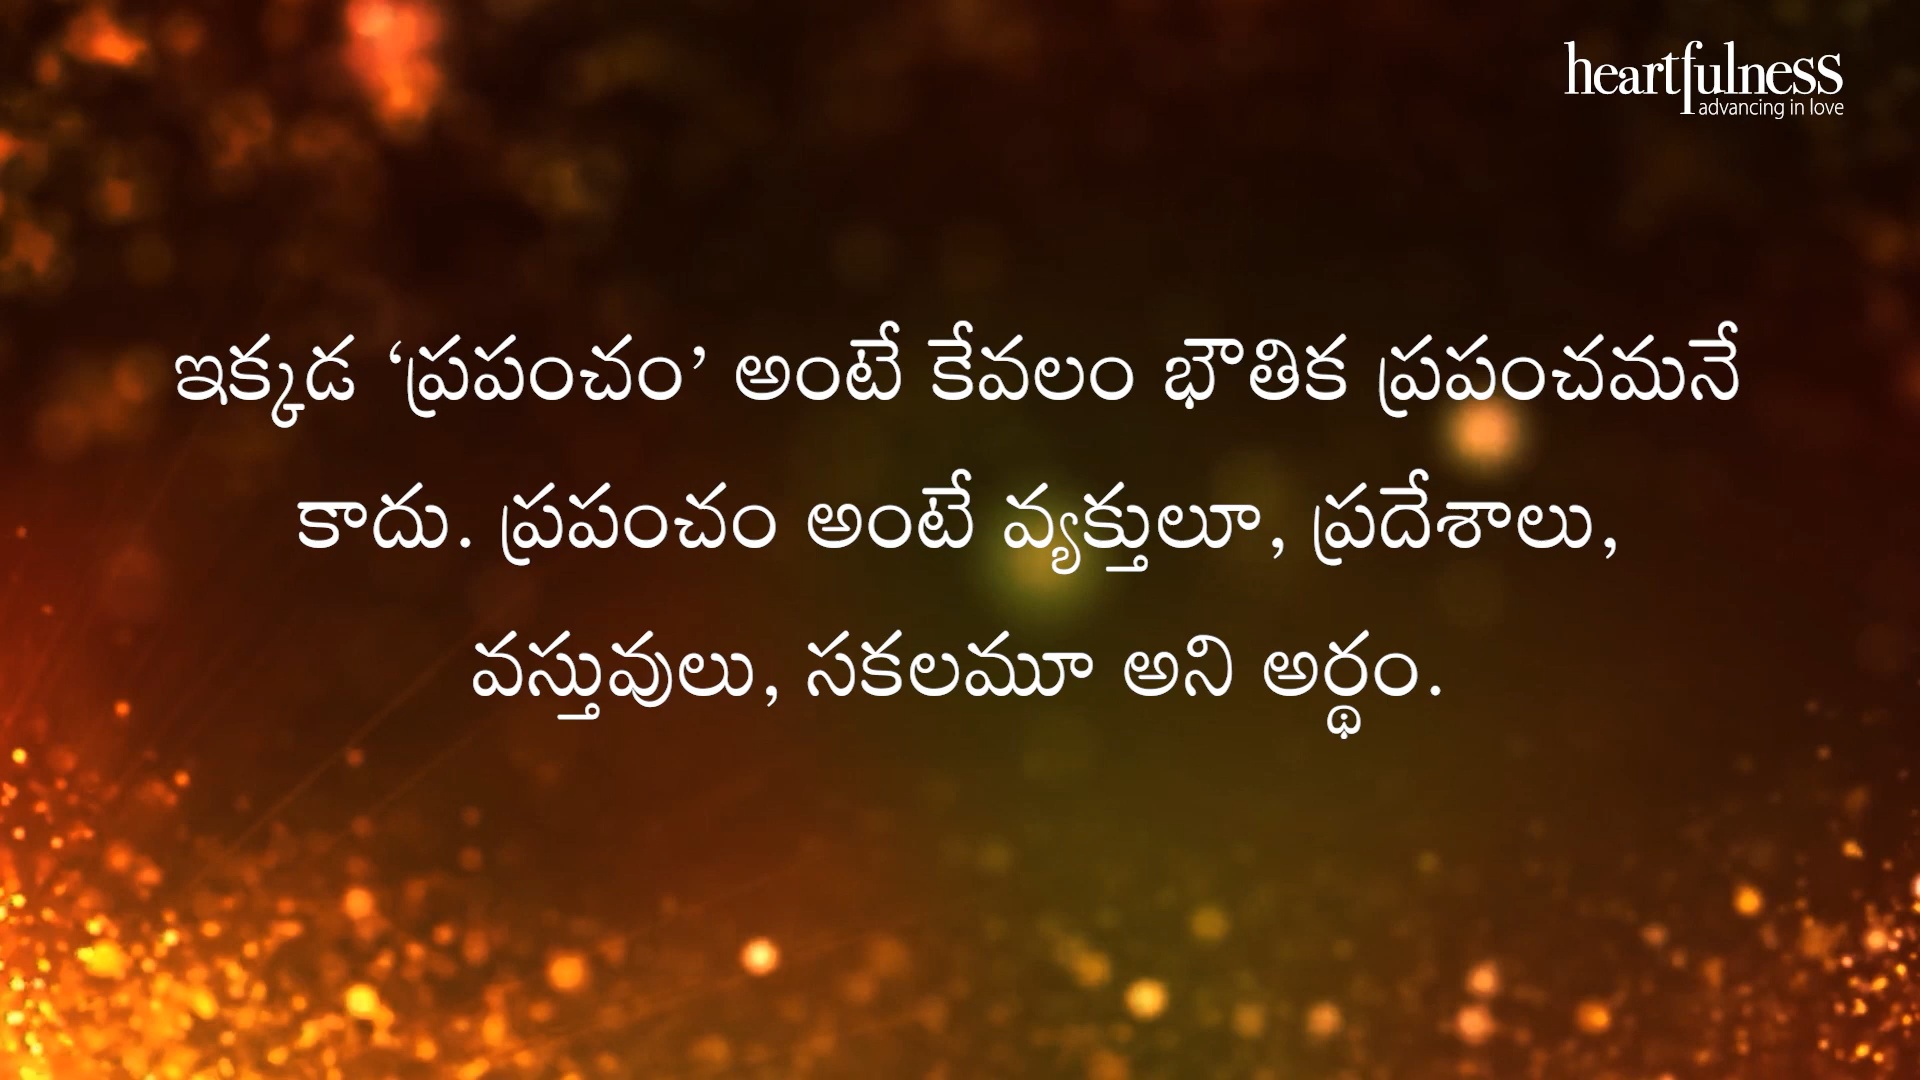 heartfulness
advancing in love
ఇక్కడ ‘ప్రపంచం’ అంటే కేవలం భౌతిక ప్రపంచమనే
కాదు. ప్రపంచం అంటే వ్యక్తులూ, ప్రదేశాలు,
వస్తువులు, సకలమూ అని అర్థం.